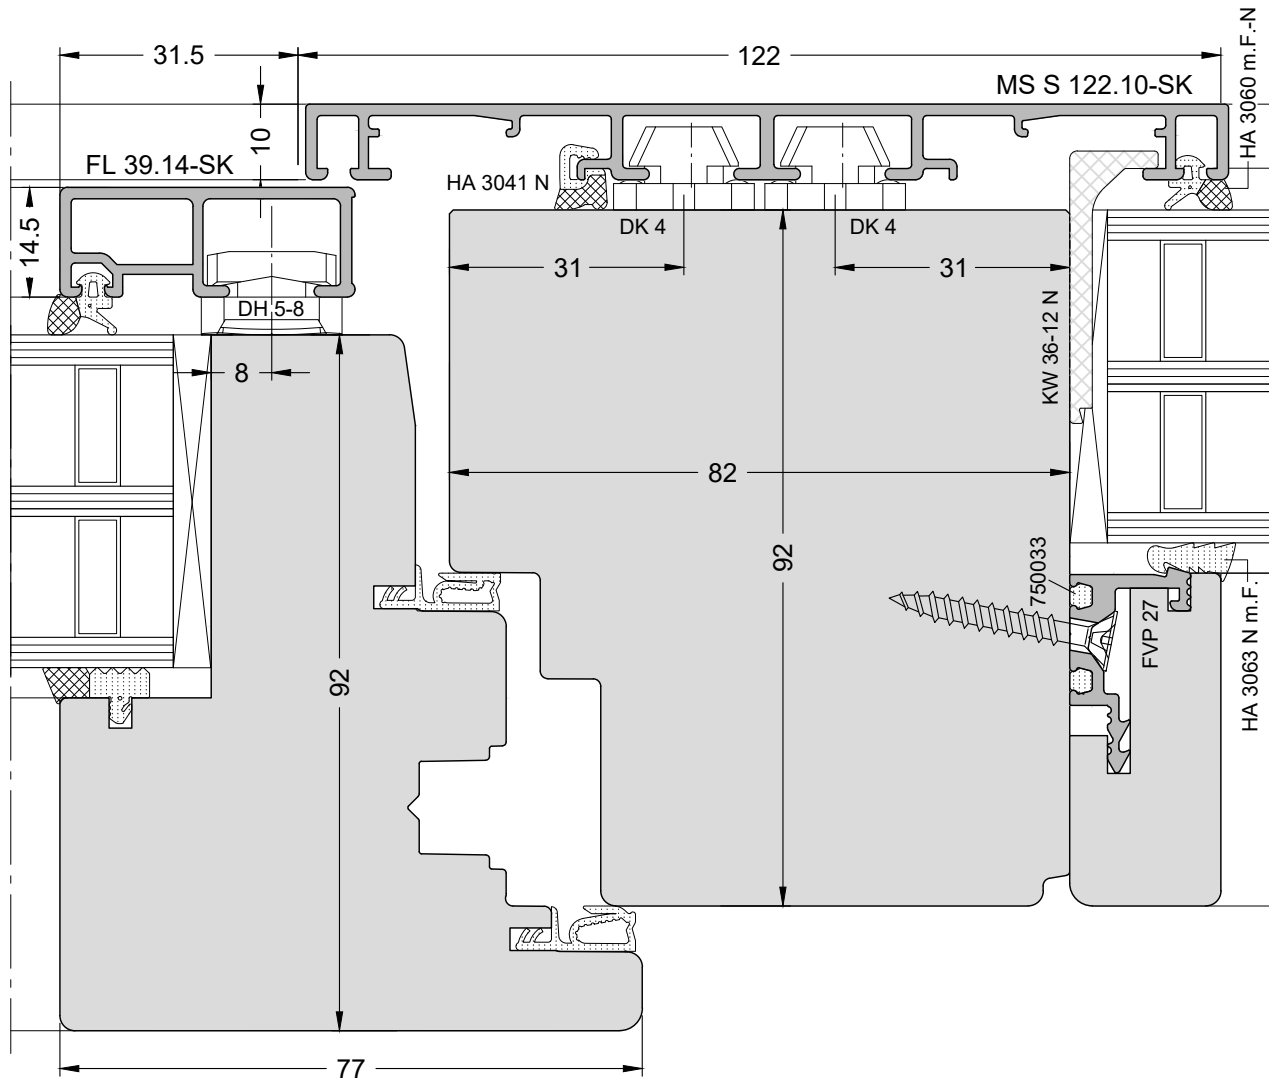 31.5
122
MS S 122.10-SK
HA 3060 m.F.-N
10
FL 39.14-SK
HA 3041 N
14.5
DK 4
DK 4
31
31
DH 5-8
KW 36-12 N
8
82
92
750033
FVP 27
HA 3063 N m.F.
92
77